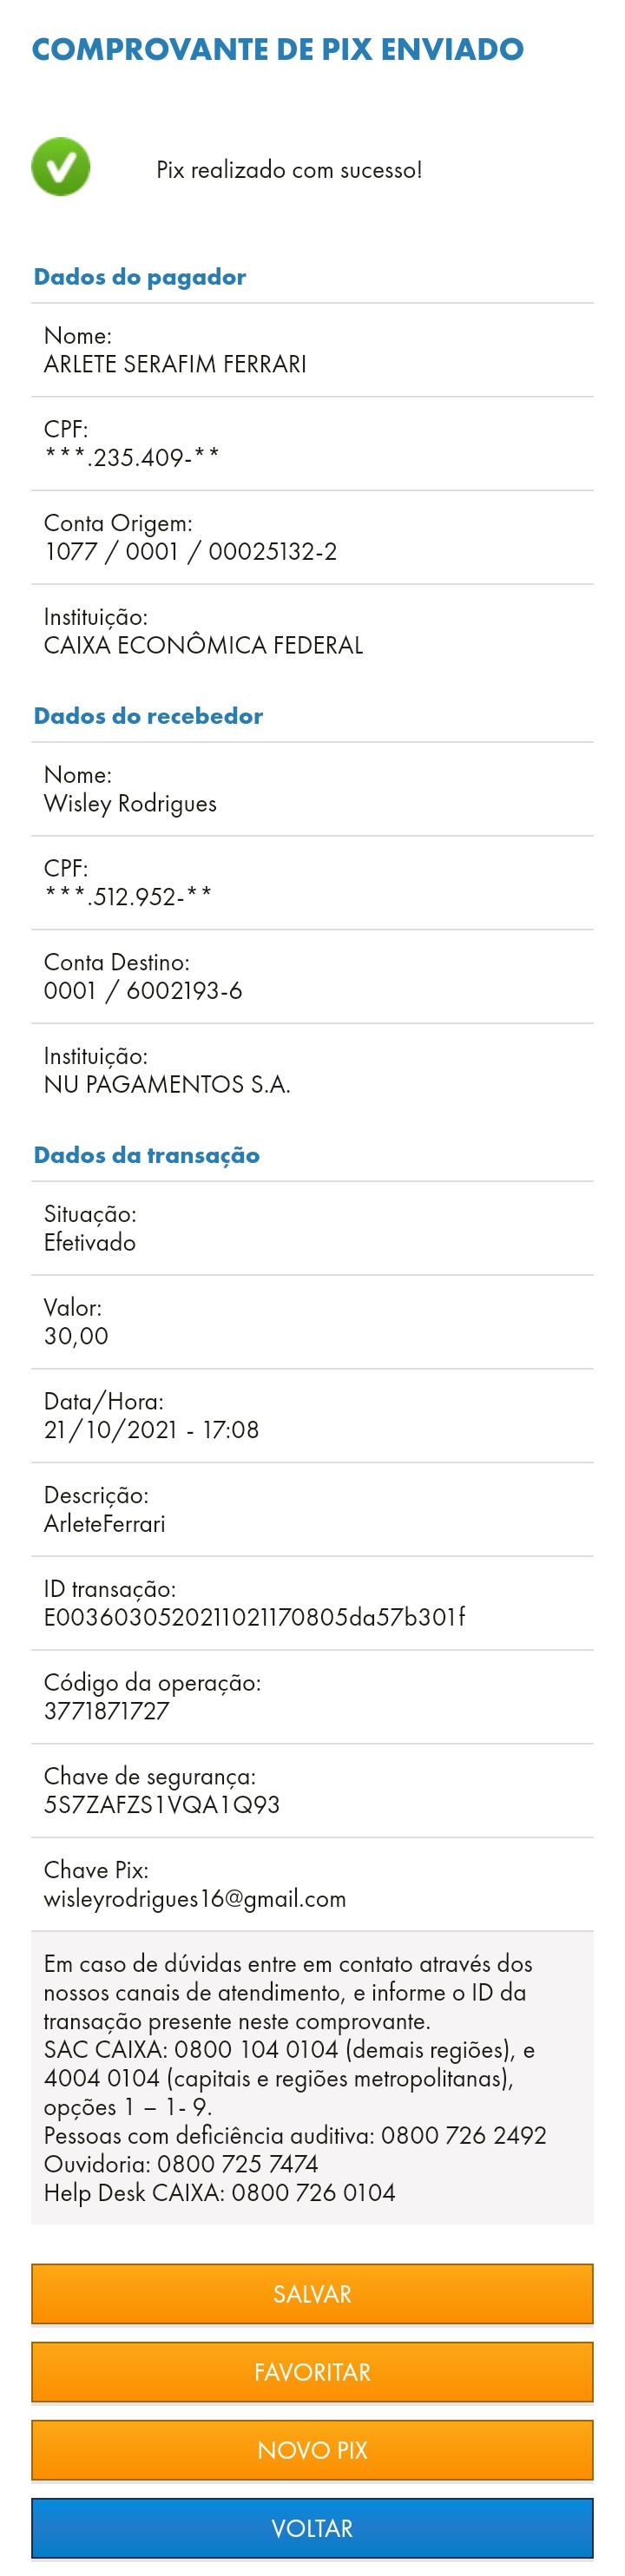 COMPROVANTE DE PIX ENVIADO
Pix realizado com sucesso!
Dados do pagador
Nome:
ARLETE SERAFIM FERRARI
CPF:
***.235.409-**
Conta Origem:
1077 / 0001 / 00025132-2
Instituição:
CAIXA ECONÔMICA FEDERAL
Dados do recebedor
Nome:
Wisley Rodrigues
CPF:
***.512.952-**
Conta Destino:
0001 / 6002193-6
Instituição:
NU PAGAMENTOS S.A.
Dados da transação
Situação:
Efetivado
Valor:
30,00
Data/Hora:
21/10/2021 - 17:08
Descrição:
ArleteFerrari
ID transação:
E00360305202110211170805da57b301f
Código da operação:
3771871727
Chave de segurança:
5S7ZAFZS1VQA1Q93
Chave Pix:
wisleyrodrigues16@gmail.com
Em caso de dúvidas entre em contato através dos
nossos canais de atendimento, e informe o ID da
transação presente neste comprovante.
SAC CAIXA: 0800 104 0104 (demais regiões), e
4004 0104 (capitais e regiões metropolitanas),
opções 1 – 1- 9.
Pessoas com deficiência auditiva: 0800 726 2492
Ouvidoria: 0800 725 7474
Help Desk CAIXA: 0800 726 0104
SALVAR
FAVORITAR
NOVO PIX
VOLTAR